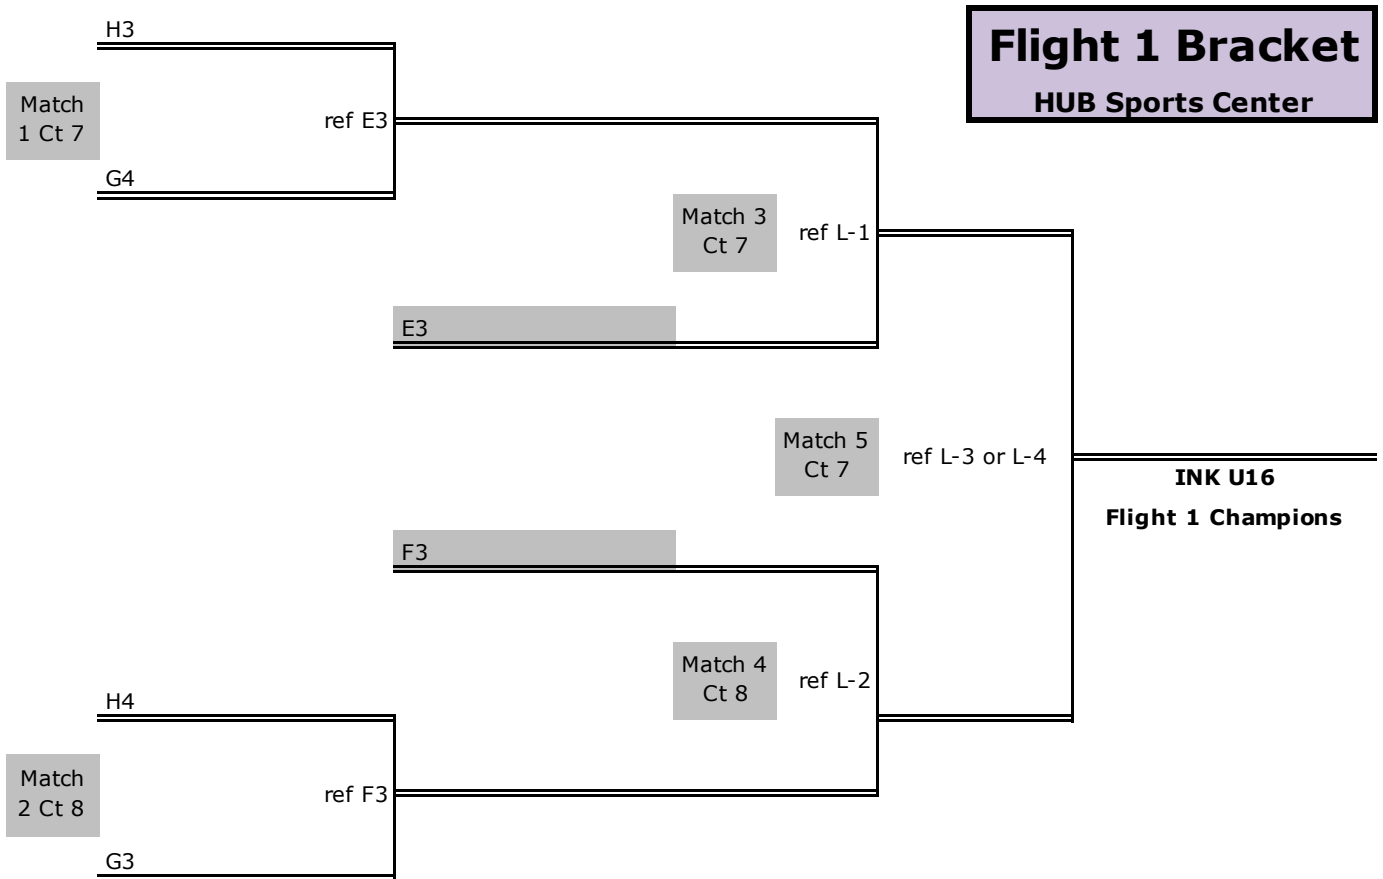 H3
Flight 1 Bracket
HUB Sports Center
Match
1 Ct 7
ref E3
G4
Match 3
Ct 7
ref L-1
E3
Match 5
Ct 7
ref L-3 or L-4
INK U16
Flight 1 Champions
F3
Match 4
Ct 8
ref L-2
H4
Match
2 Ct 8
ref F3
G3